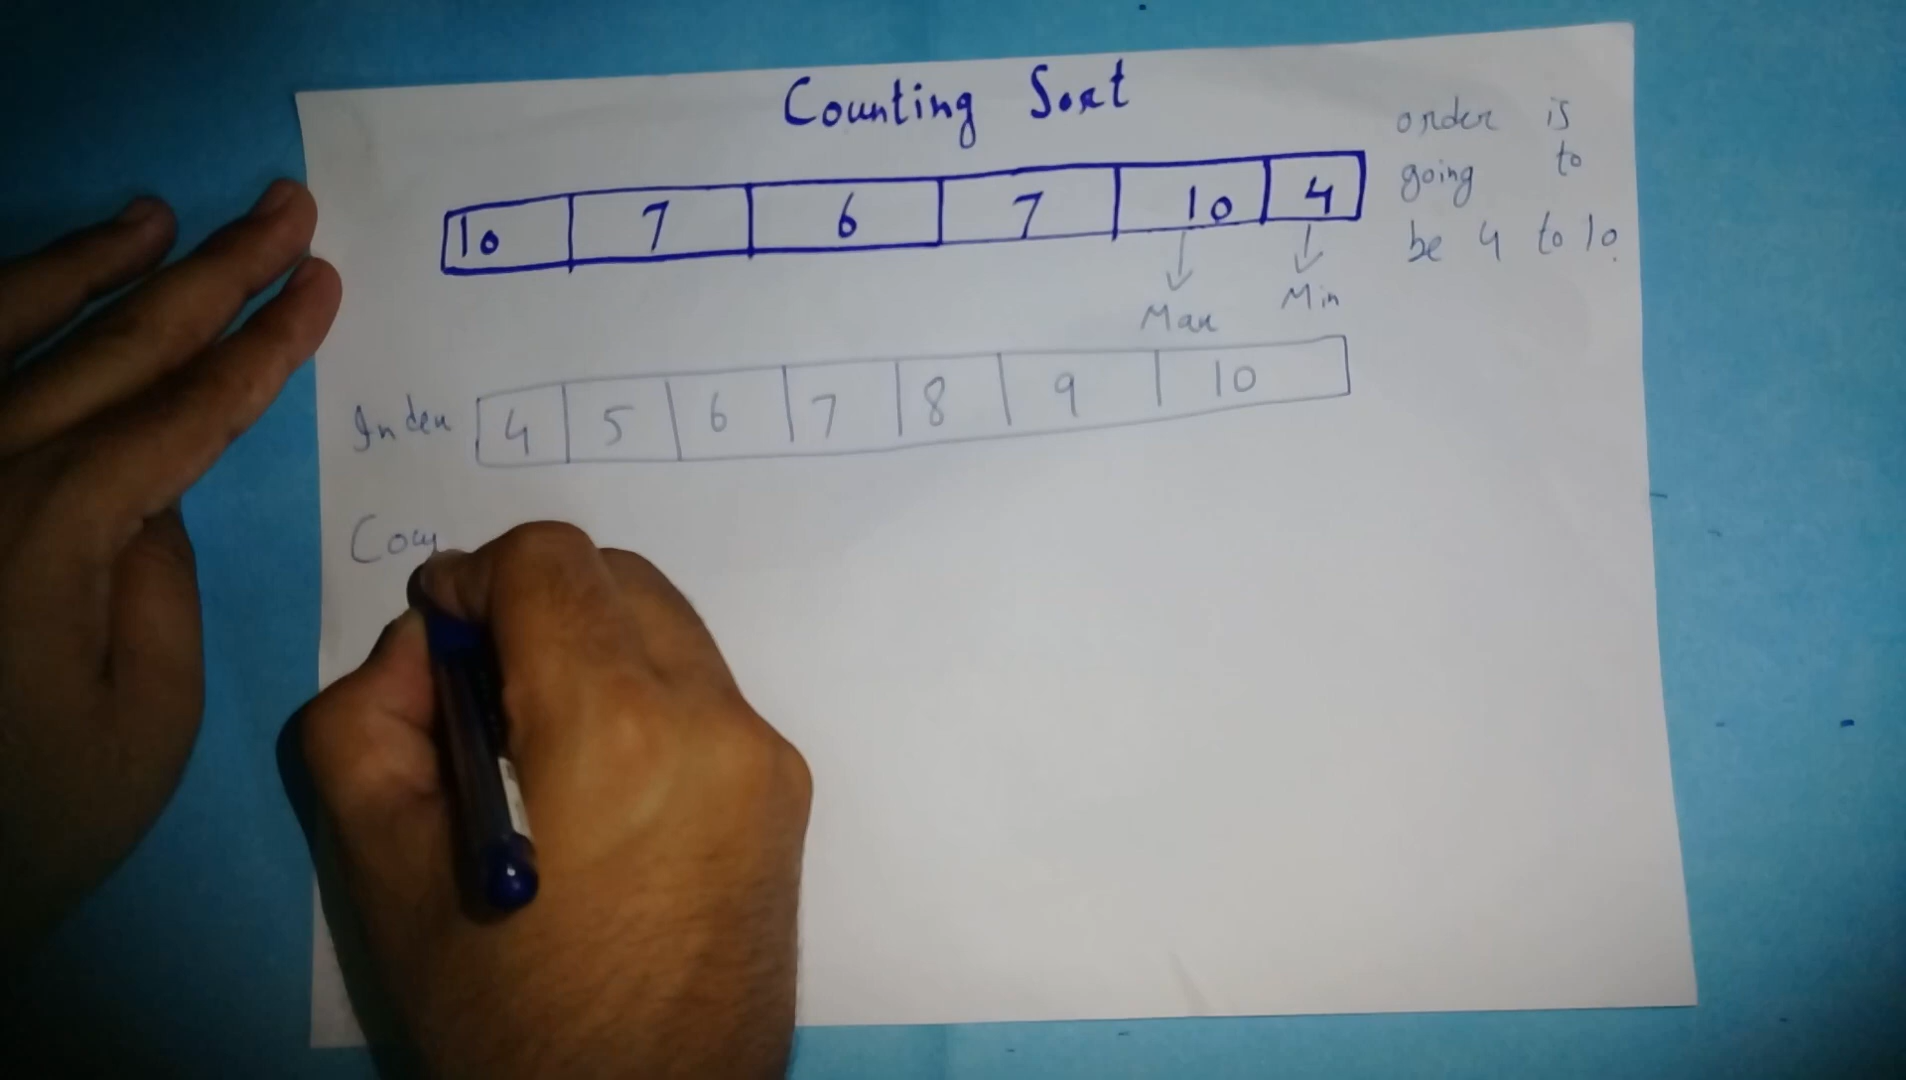 Counting Sort
order is
going to
be 4 to 10.
10 7 6 7 10 4
Max Min
Index 4 5 6 7 8 9 10
Cou